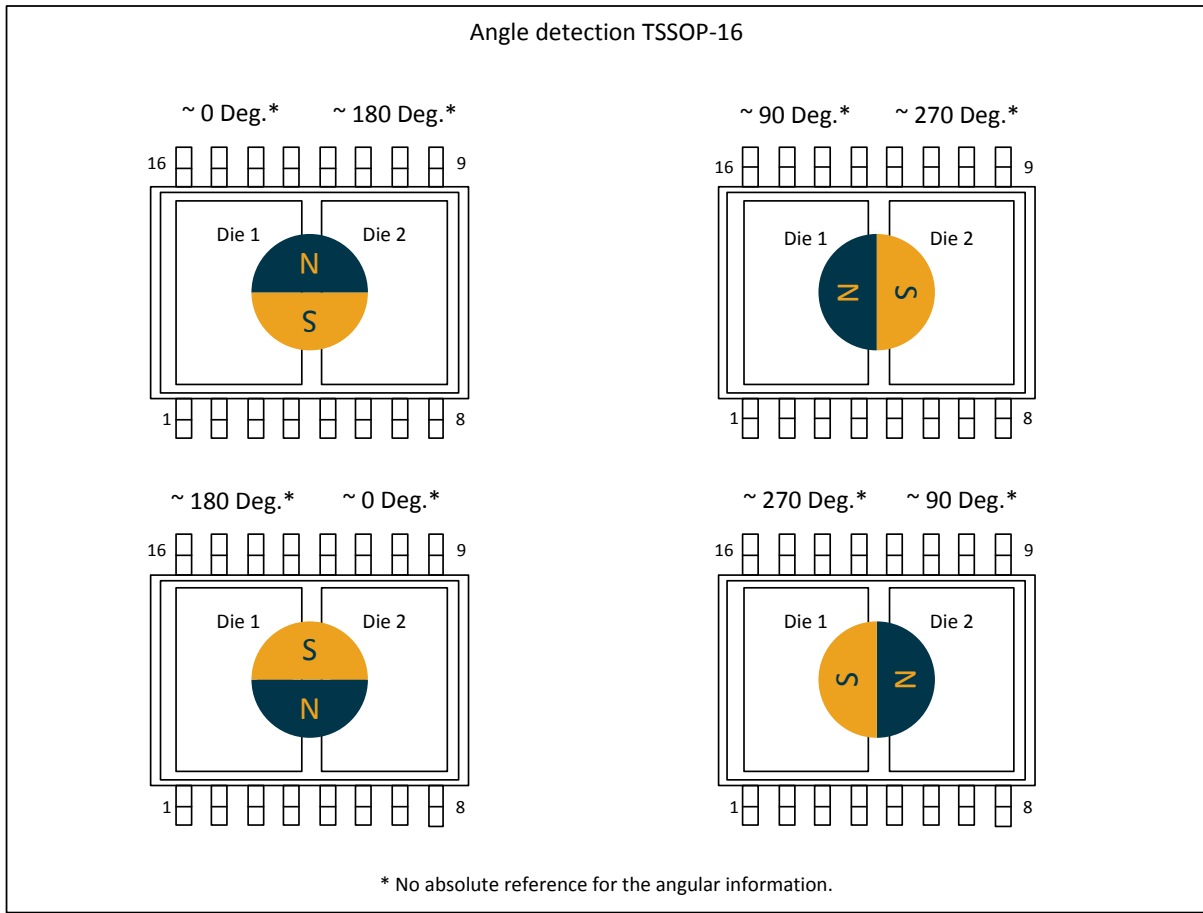 Angle detection TSSOP-16
~ 0 Deg.* ~ 180 Deg.* ~ 90 Deg.* ~ 270 Deg.*
16 9 16 9
Die 1 Die 2 Die 1 Die 2
N
N S
S
1 8 1 8
~ 180 Deg.* ~ 0 Deg.* ~ 270 Deg.* ~ 90 Deg.*
16 9 16 9
Die 1 Die 2 Die 1 Die 2
S
S N
N
1 8 1 8
* No absolute reference for the angular information.